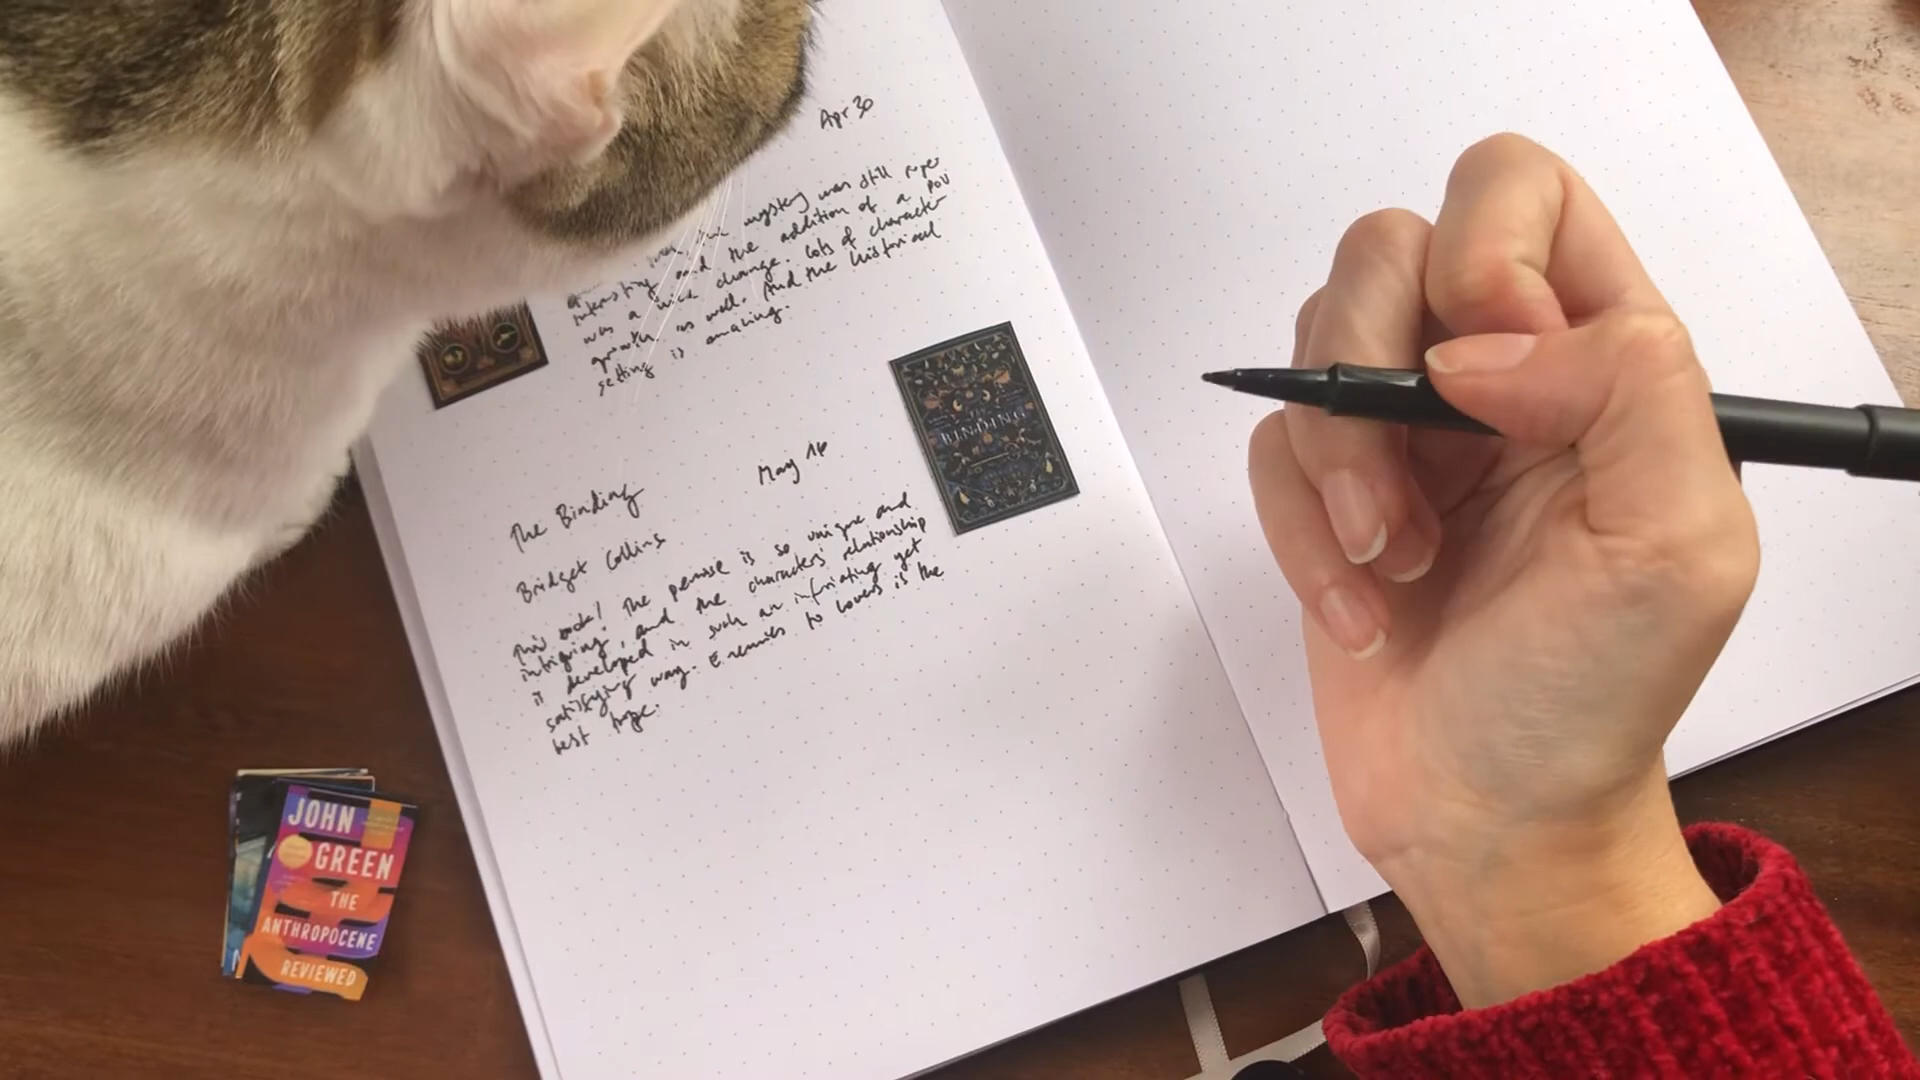 Apr 30
mystery was still super
interesting and the addition of a POV
was a nice change. Lots of character
growth as well. And the historical
setting is amazing.
The Binding
May 14
Bridget Collins
This book! The premise is so unique and
intriguing, and the characters' relationship
is developed in such an infuriating yet
satisfying way. Enemies to lovers is the
best trope.
THE
BINDING
JOHN
GREEN
THE
ANTHROPOCENE
REVIEWED